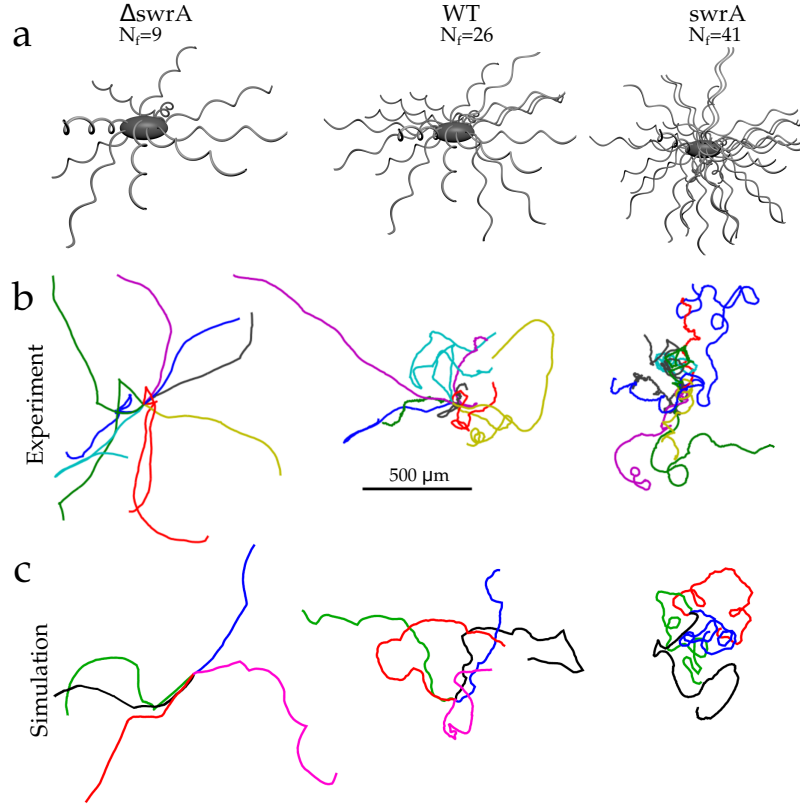 a
ΔswrA
N_f=9
WT
N_f=26
swrA
N_f=41
b
Experiment
500 μm
c
Simulation